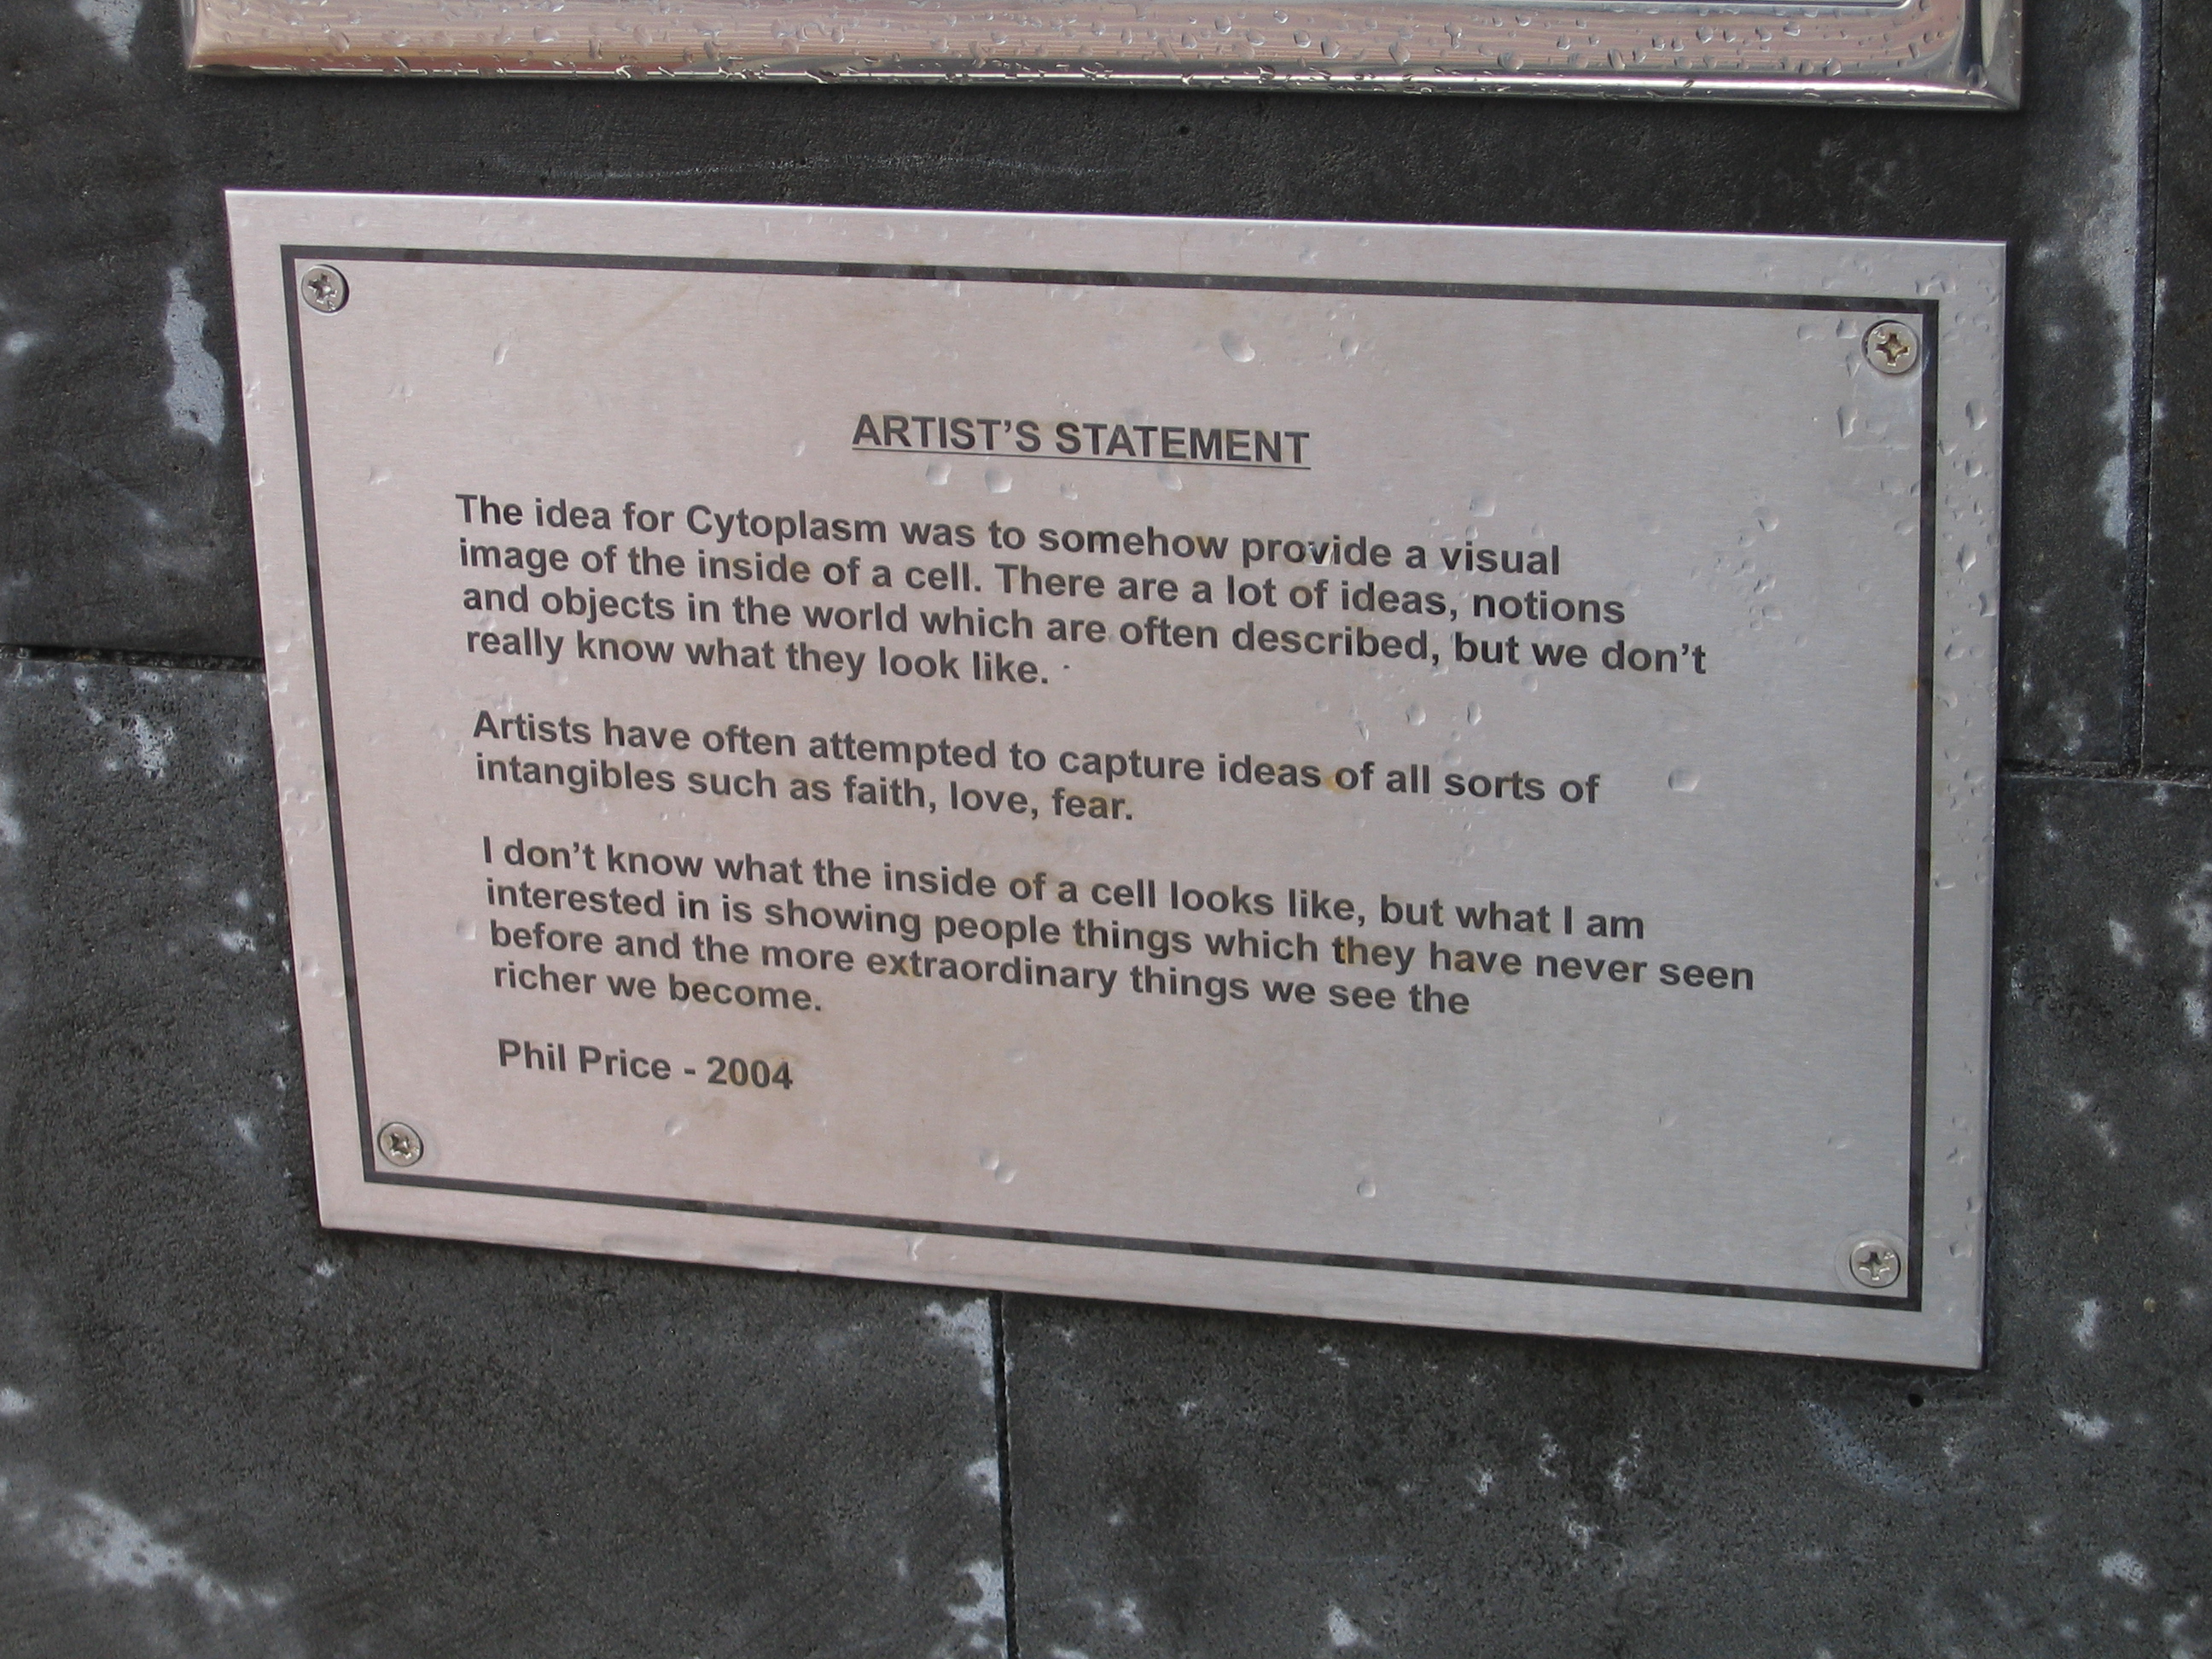 ARTIST'S STATEMENT
The idea for Cytoplasm was to somehow provide a visual
image of the inside of a cell. There are a lot of ideas, notions
and objects in the world which are often described, but we don't
really know what they look like.
Artists have often attempted to capture ideas of all sorts of
intangibles such as faith, love, fear.
I don't know what the inside of a cell looks like, but what I am
interested in is showing people things which they have never seen
before and the more extraordinary things we see the
richer we become.
Phil Price - 2004